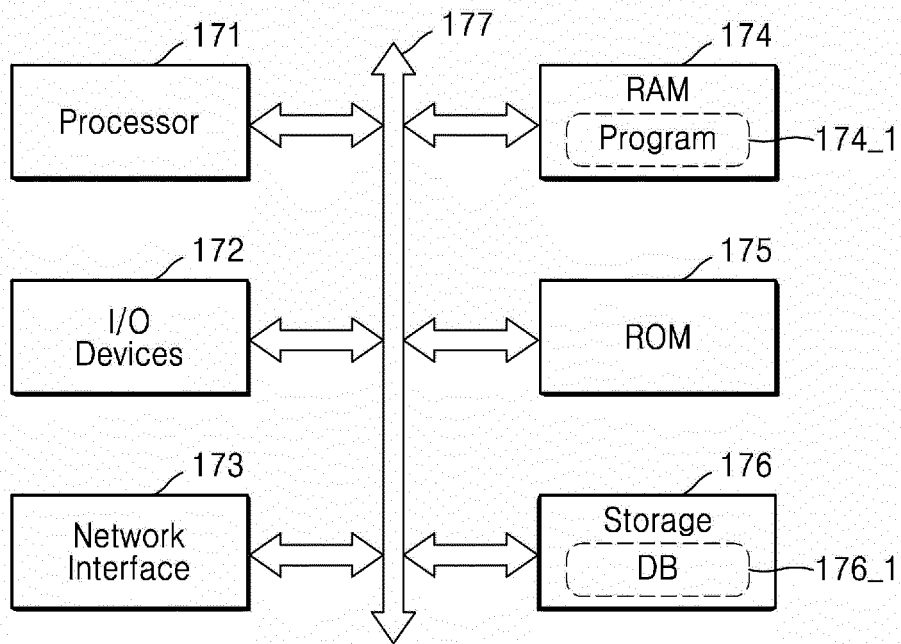 171
177
174
Processor
RAM
Program
174_1
172
175
I/O
Devices
ROM
173
176
Network
Interface
Storage
DB
176_1